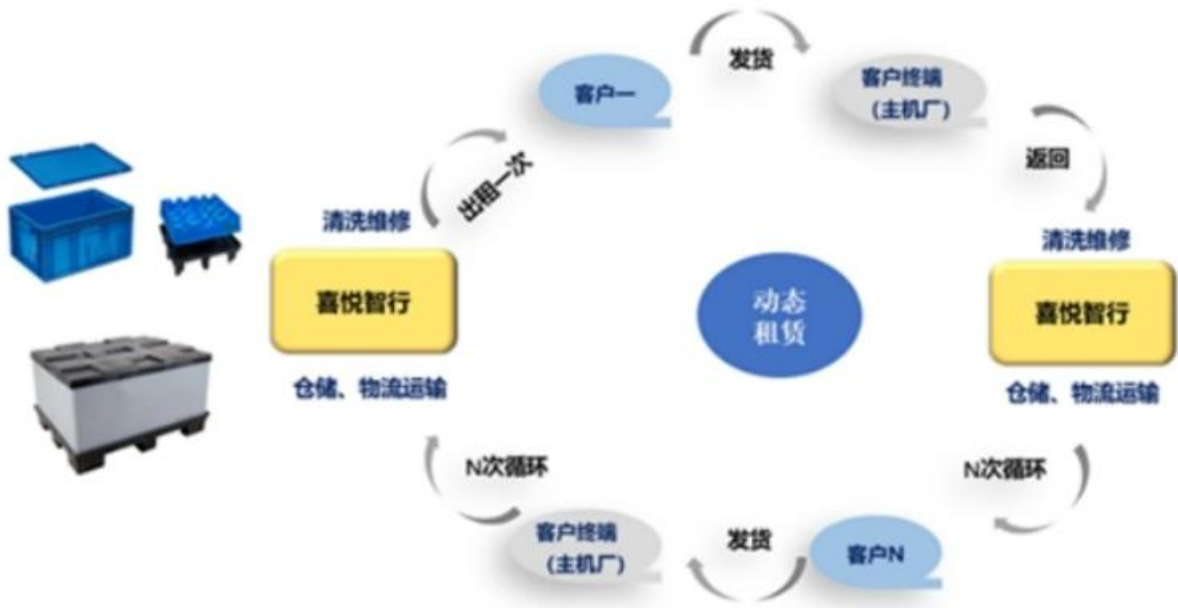 发货
客户一
客户终端
（主机厂）
返回
出租一次
清洗维修
喜悦智行
仓储、物流运输
动态
租赁
清洗维修
喜悦智行
仓储、物流运输
N次循环
N次循环
客户终端
（主机厂）
发货
客户N